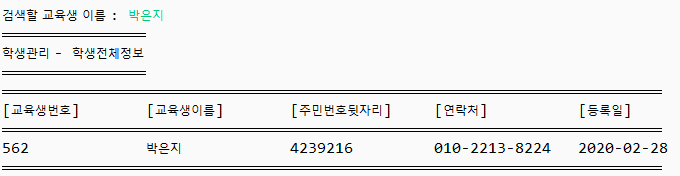 검색할 교육생 이름 : 박은지
학생관리 - 학생전체정보
[교육생번호] [교육생이름] [주민번호뒷자리] [연락처] [등록일]
562 박은지 4239216 010-2213-8224 2020-02-28